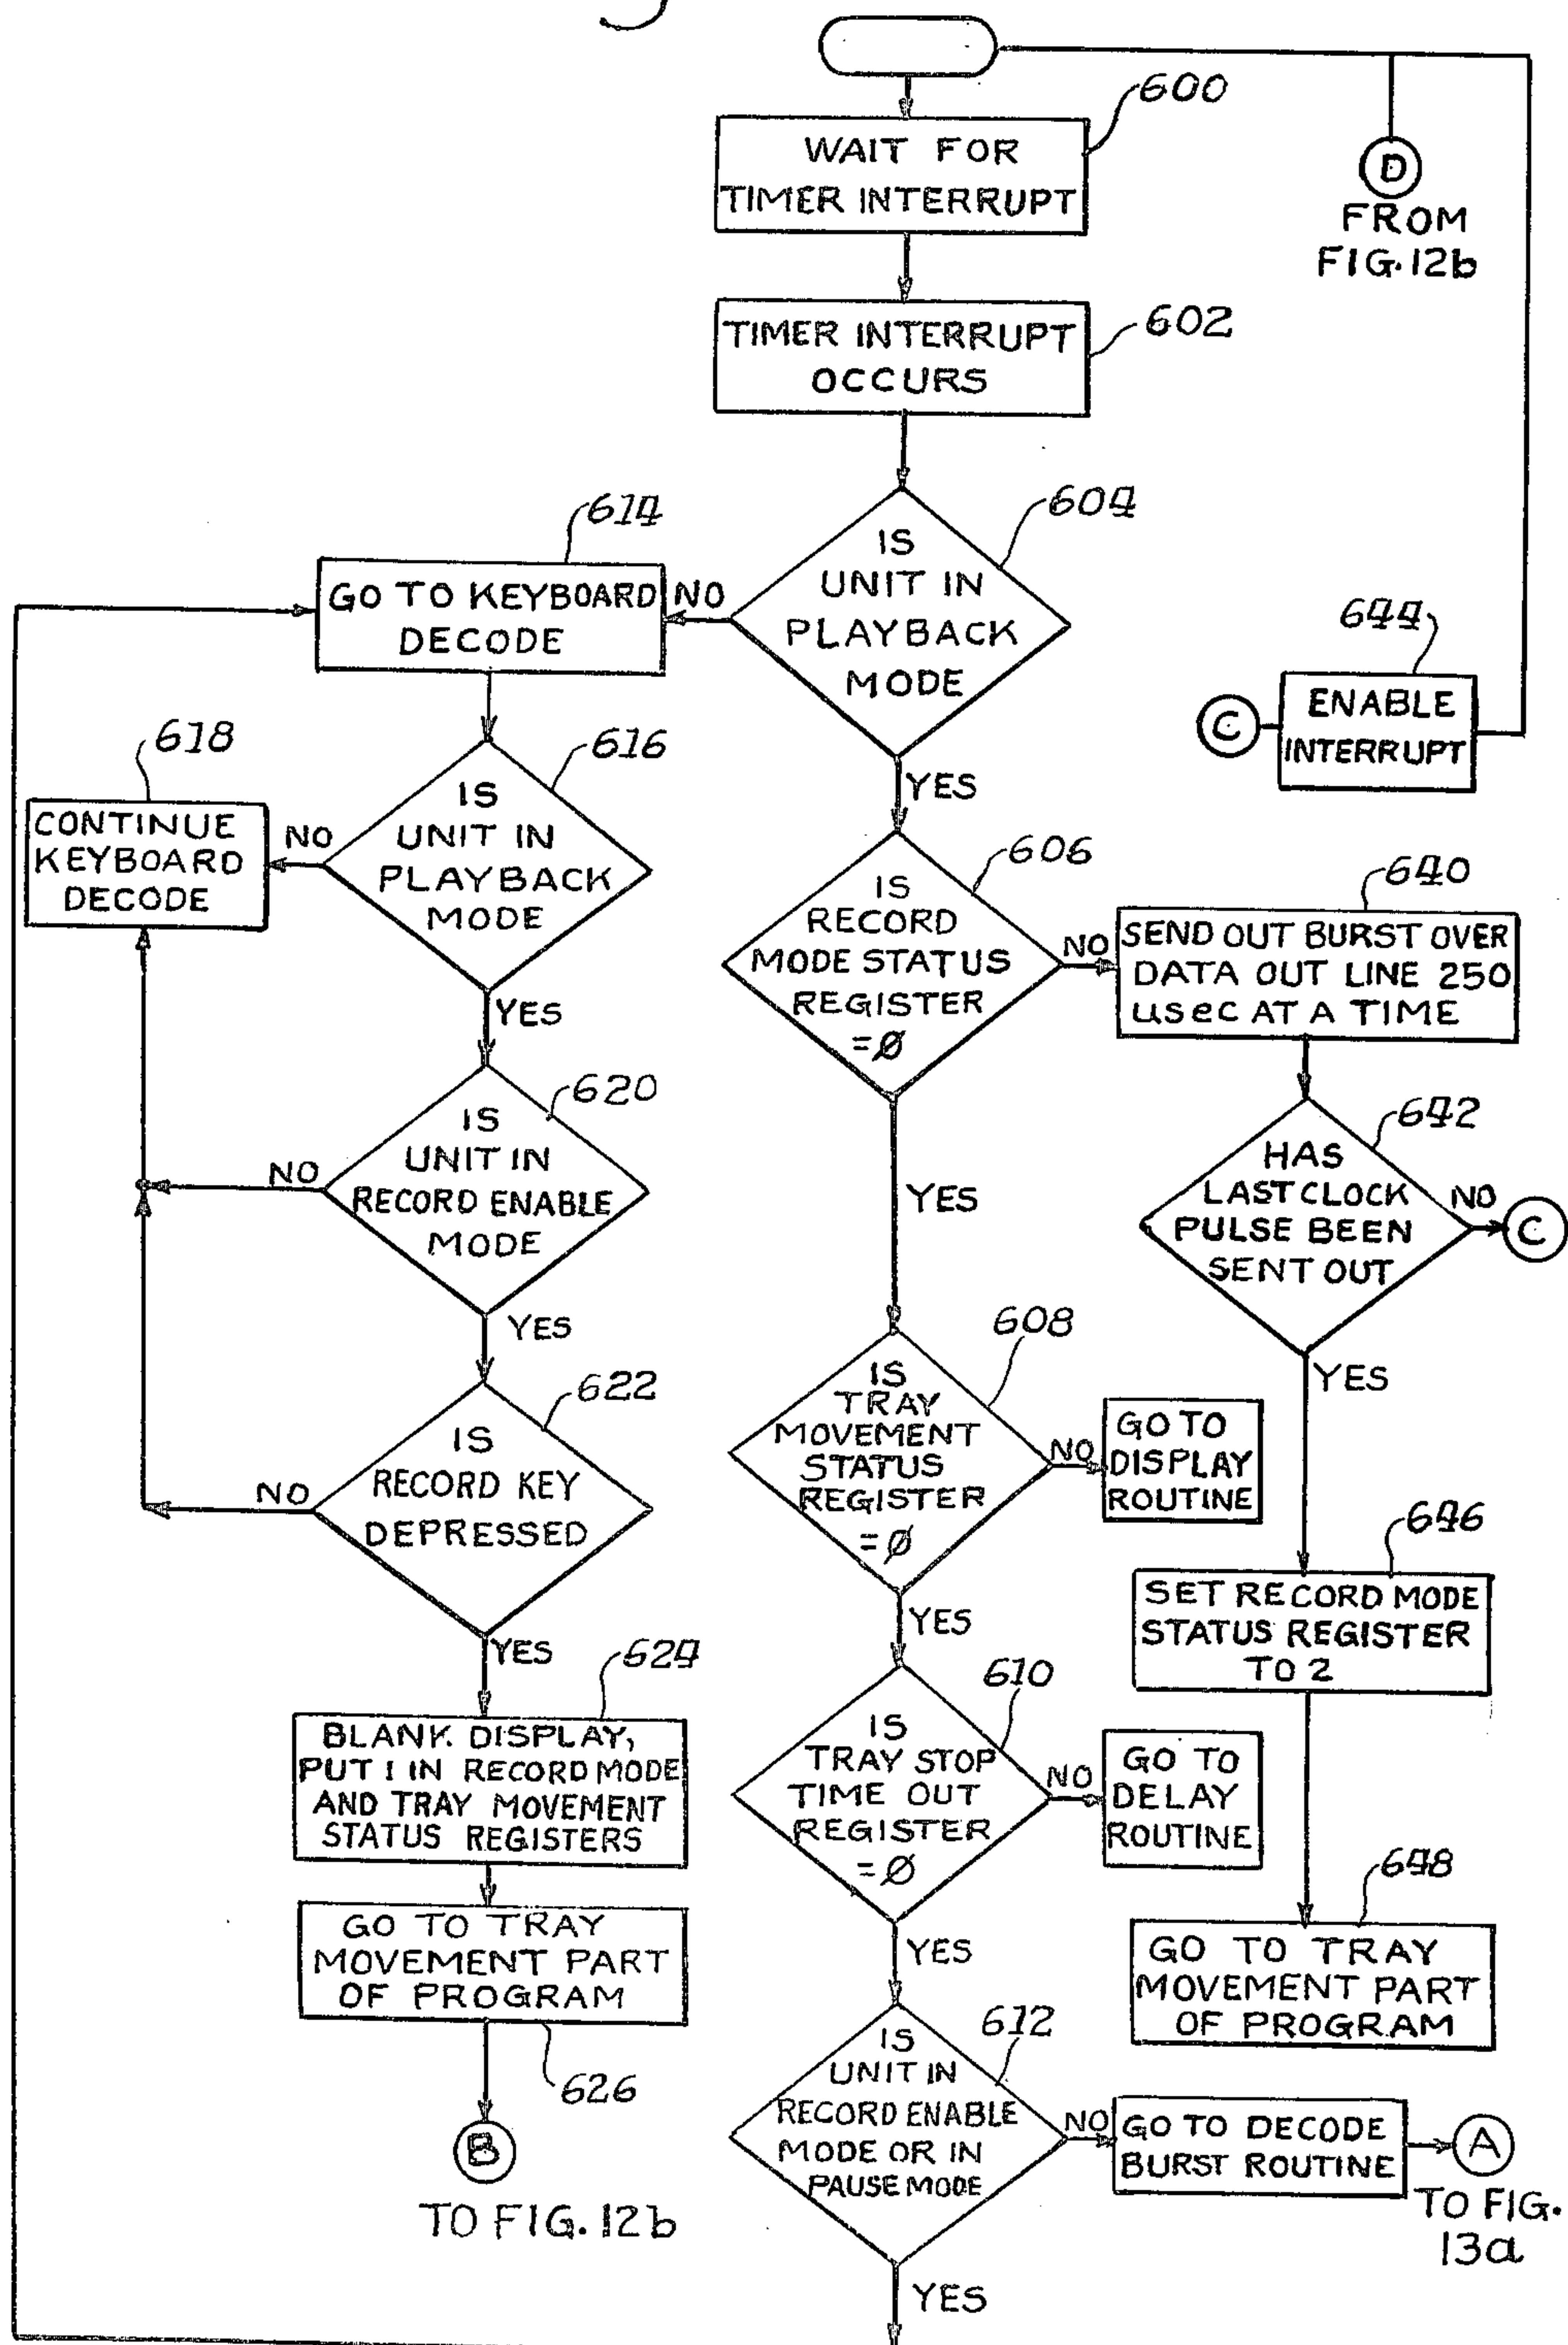 600
WAIT FOR
TIMER INTERRUPT
D
FROM
FIG. 12b
TIMER INTERRUPT
OCCURS
602
604
IS
UNIT IN
PLAYBACK
MODE
NO
YES
614
GO TO KEYBOARD
DECODE
644
ENABLE
INTERRUPT
C
616
IS
UNIT IN
PLAYBACK
MODE
NO
YES
618
CONTINUE
KEYBOARD
DECODE
606
IS
RECORD
MODE STATUS
REGISTER
=Ø
NO
YES
640
SEND OUT BURST OVER
DATA OUT LINE 250
usec AT A TIME
620
IS
UNIT IN
RECORD ENABLE
MODE
NO
YES
642
HAS
LAST CLOCK
PULSE BEEN
SENT OUT
NO
C
YES
608
IS
TRAY
MOVEMENT
STATUS
REGISTER
=Ø
NO
GO TO
DISPLAY
ROUTINE
YES
622
IS
RECORD KEY
DEPRESSED
NO
YES
646
SET RECORD MODE
STATUS REGISTER
TO 2
624
BLANK DISPLAY,
PUT 1 IN RECORD MODE
AND TRAY MOVEMENT
STATUS REGISTERS
610
IS
TRAY STOP
TIME OUT
REGISTER
=Ø
NO
GO TO
DELAY
ROUTINE
YES
GO TO TRAY
MOVEMENT PART
OF PROGRAM
626
B
TO FIG. 12b
648
GO TO TRAY
MOVEMENT PART
OF PROGRAM
612
IS
UNIT IN
RECORD ENABLE
MODE OR IN
PAUSE MODE
NO
GO TO DECODE
BURST ROUTINE
A
TO FIG.
13a
YES